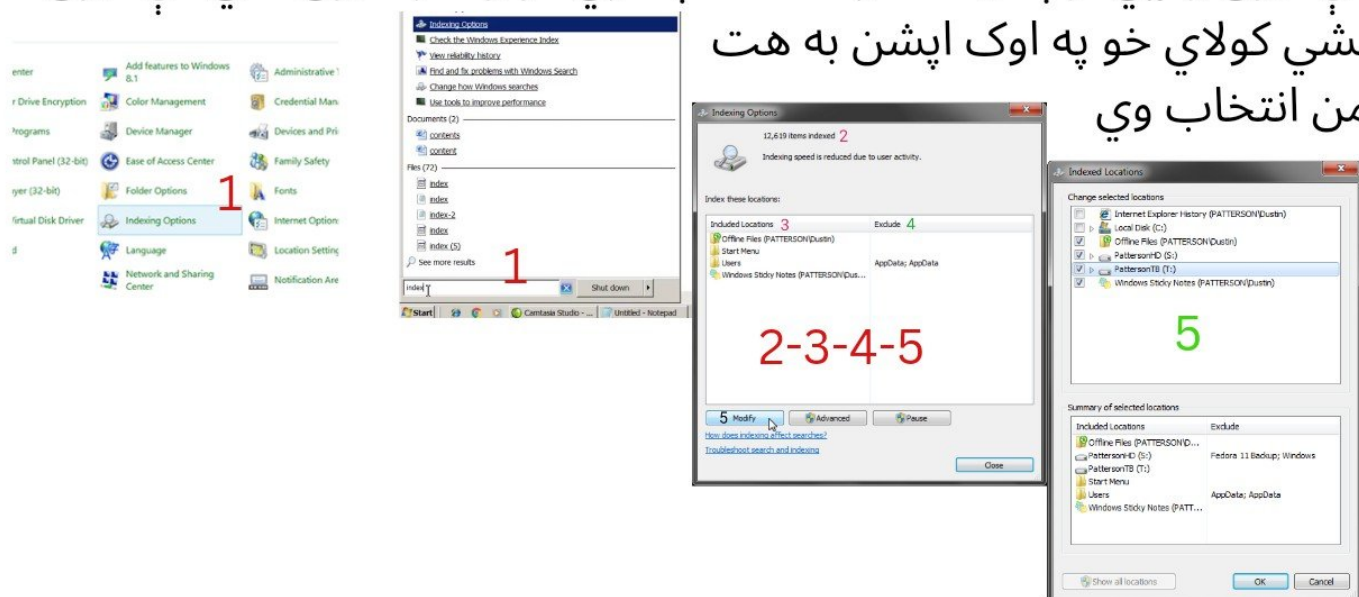 کولاي خو په اوک اپشن به هت
انتخاب وي
Add features to Windows 8.1
Administrative
Drive Encryption
Color Management
Credential
Device Manager
Devices and
Panel (32-bit)
Ease of Access Center
Family Safety
(32-bit)
Folder Options
1
Fonts
Virtual Disk Driver
Indexing Options
Internet
Language
Location
Network and Sharing Center
Notification
Indexing Options
Check the Windows Experience Index
View reliability history
Find and fix problems with Windows Search
Change how Windows searches
Use tools to improve performance
Documents (2)
contents
content
Files (72)
index
index
index-2
index
index (5)
See more results
1
index
Shut down
Start
Camtasia Studio - ...
Untitled - Notepad
Indexing Options
12,619 items indexed 2
Indexing speed is reduced due to user activity.
Index these locations:
Included Locations 3
Exclude 4
Offline Files (PATTERSON\Dustin)
Start Menu
Users
AppData; AppData
Windows Sticky Notes (PATTERSON\Dus...
2-3-4-5
5 Modify
Advanced
Pause
How does indexing affect searches?
Troubleshoot search and indexing
Close
Indexed Locations
Change selected locations
Internet Explorer History (PATTERSON\Dustin)
Local Disk (C:)
Offline Files (PATTERSON\Dustin)
PattersonHD (S:)
PattersonTB (T:)
Windows Sticky Notes (PATTERSON\Dustin)
5
Summary of selected locations
Included Locations
Exclude
Offline Files (PATTERSON\D...
PattersonHD (S:)
Fedora 11 Backup; Windows
PattersonTB (T:)
Start Menu
Users
AppData; AppData
Windows Sticky Notes (PATT...
Show all locations
OK
Cancel